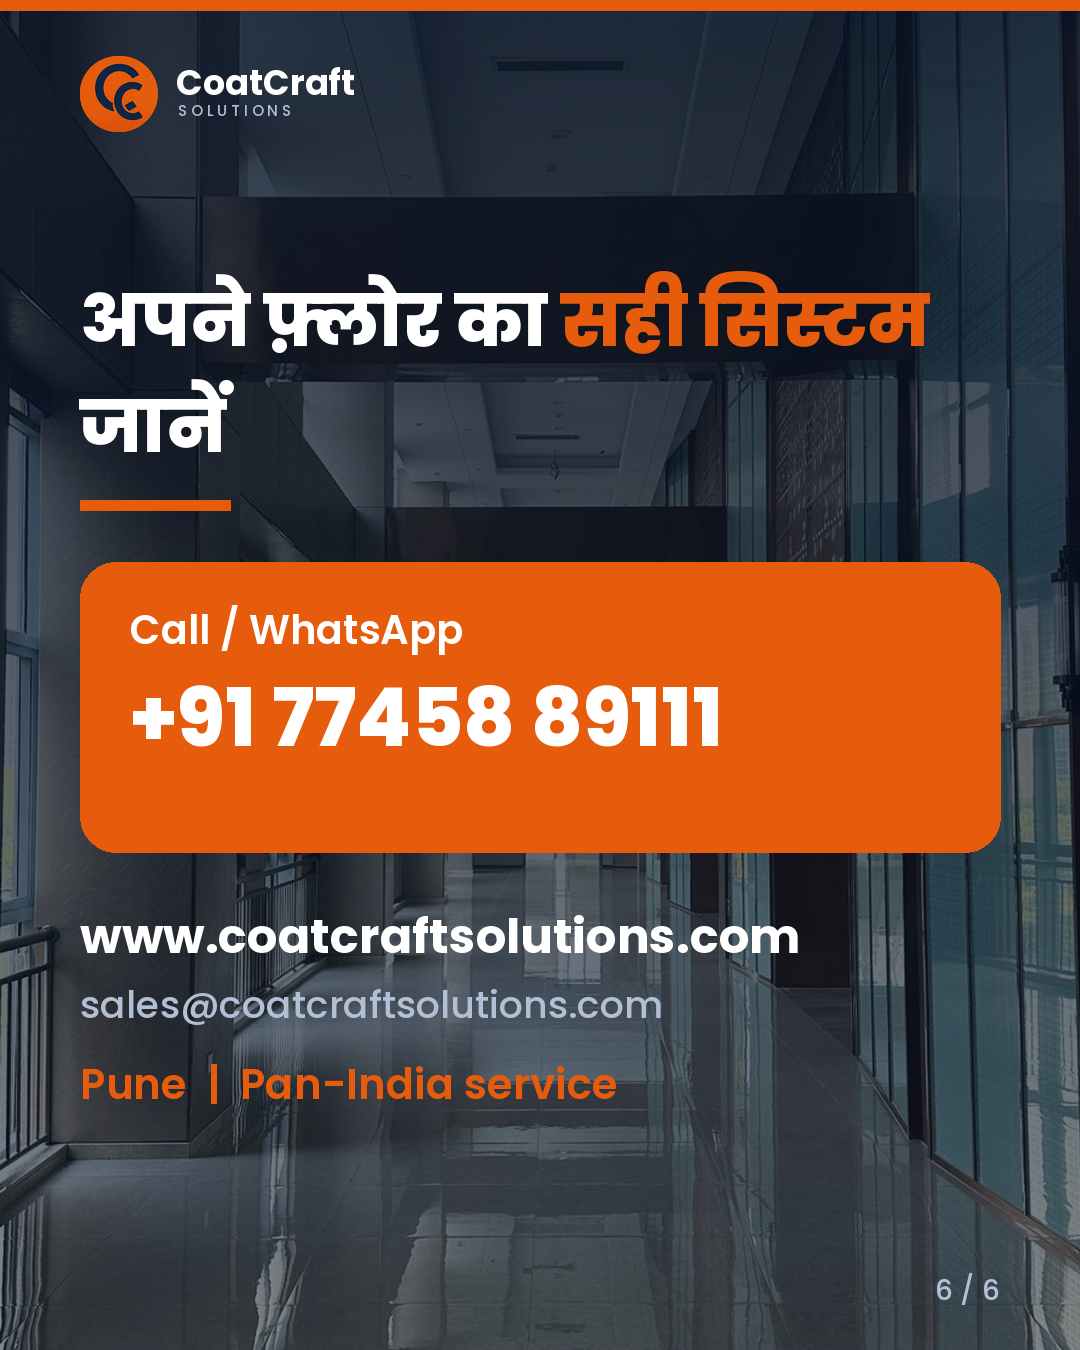 CoatCraft
SOLUTIONS
अपने फ़्लोर का सही सिस्टम
जानें
Call / WhatsApp
+91 77458 89111
www.coatcraftsolutions.com
sales@coatcraftsolutions.com
Pune | Pan-India service
6 / 6